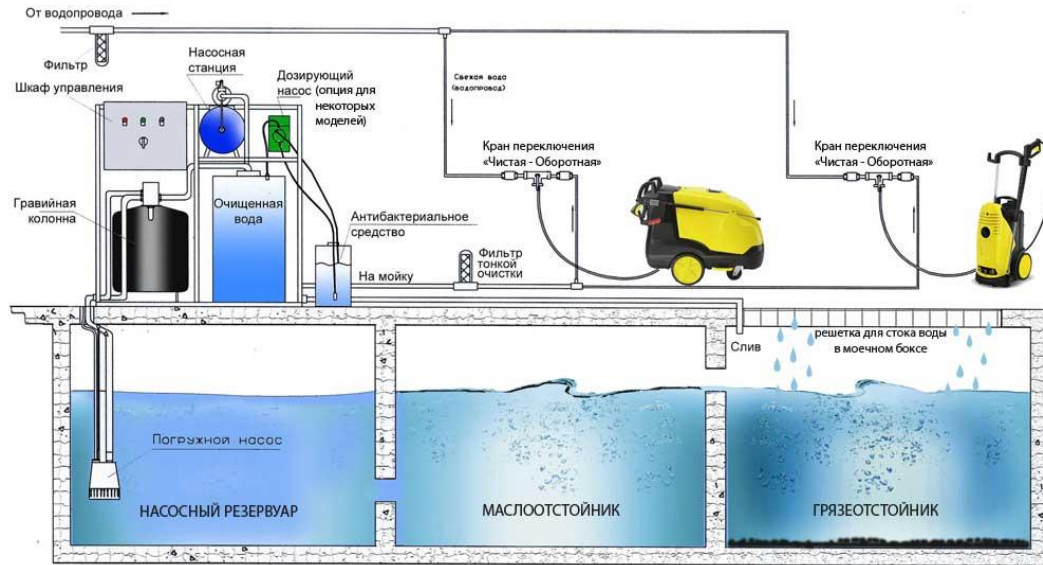 От водопровода
Фильтр
Шкаф управления
Насосная
станция
Дозирующий
насос (опция для
некоторых
моделей)
Свежая вода
(водопровод)
Кран переключения
«Чистая - Оборотная»
Кран переключения
«Чистая - Оборотная»
Гравийная
колонна
Очищенная
вода
Антибактериальное
средство
На мойку
Фильтр
тонкой
очистки
Слив
решетка для стока воды
в моечном боксе
Погружной насос
НАСОСНЫЙ РЕЗЕРВУАР
МАСЛООТСТОЙНИК
ГРЯЗЕОТСТОЙНИК